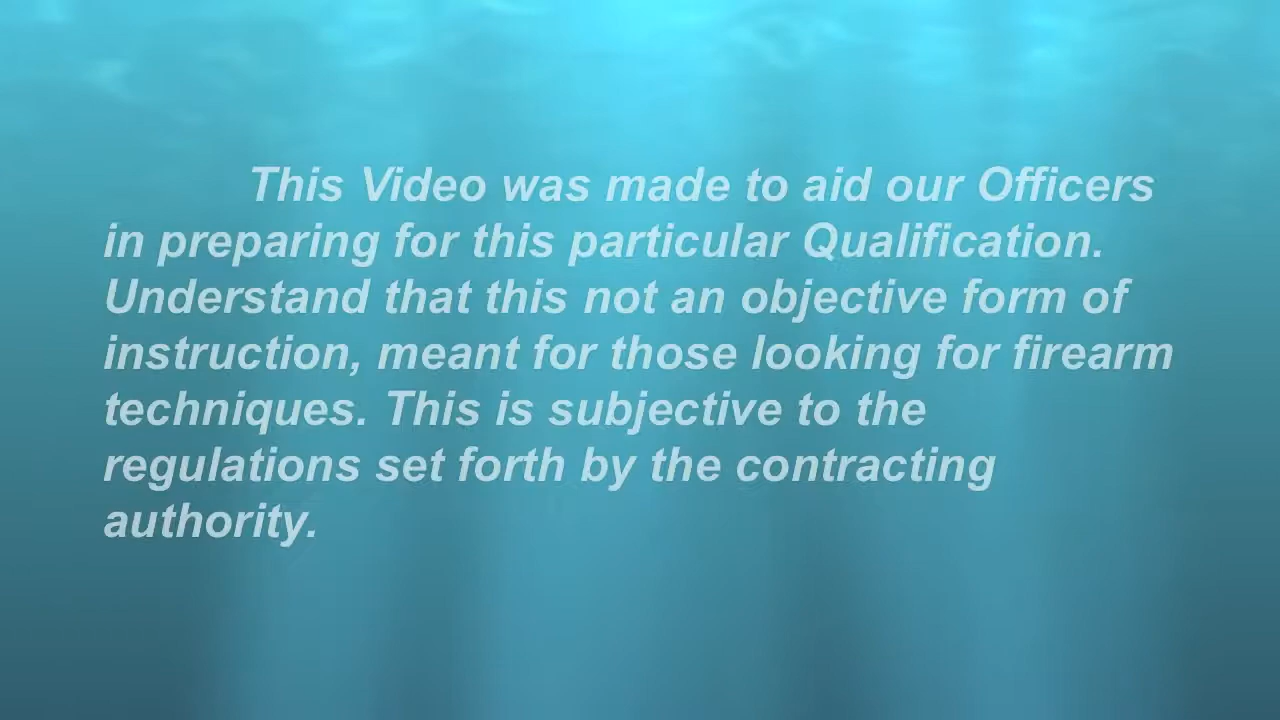 This Video was made to aid our Officers
in preparing for this particular Qualification.
Understand that this not an objective form of
instruction, meant for those looking for firearm
techniques. This is subjective to the
regulations set forth by the contracting
authority.